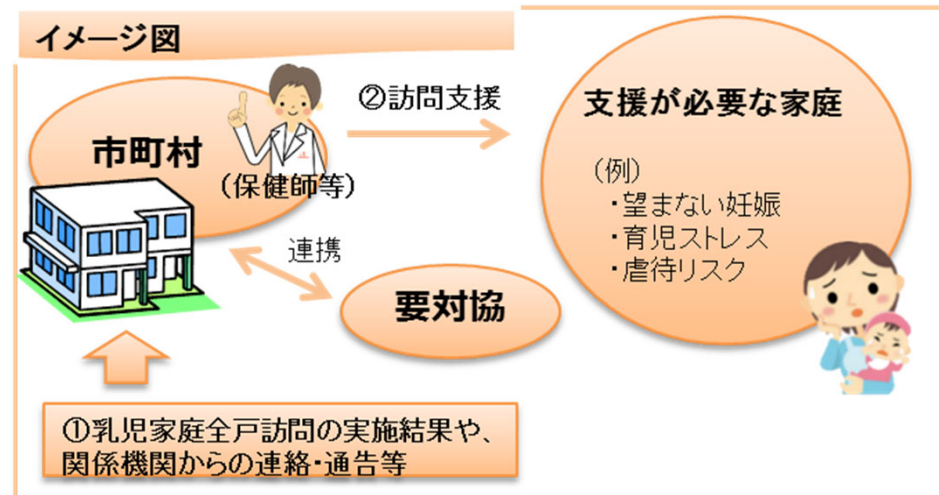 イメージ図
市町村
(保健師等)
②訪問支援
支援が必要な家庭
(例)
・望まない妊娠
・育児ストレス
・虐待リスク
連携
要対協
①乳児家庭全戸訪問の実施結果や、
関係機関からの連絡・通告等